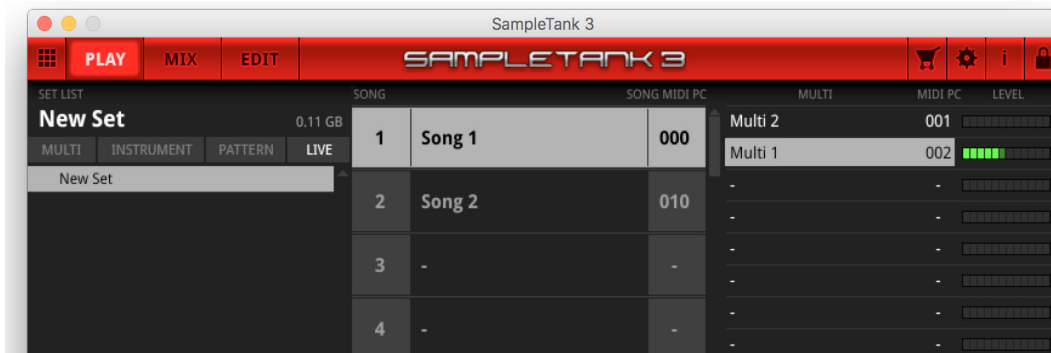 SampleTank 3
PLAY MIX EDIT SAMPLETANK 3 i
SET LIST SONG SONG MIDI PC MULTI MIDI PC LEVEL
New Set 0.11 GB
MULTI INSTRUMENT PATTERN LIVE
New Set
1 Song 1 000
2 Song 2 010
3 - -
4 - -
Multi 2 001
Multi 1 002
- -
- -
- -
- -
- -
- -